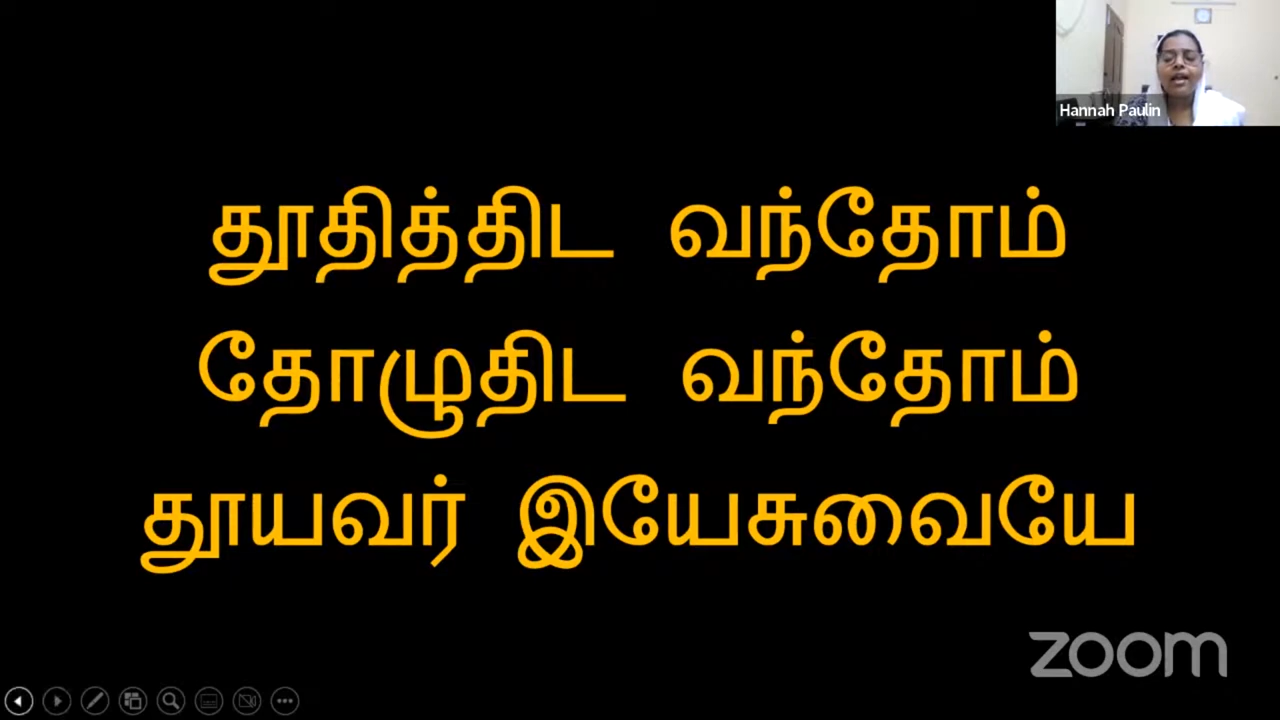 Hannah Paulin
தூதித்திட வந்தோம்
தோழுதிட வந்தோம்
தூயவர் இயேசுவையே
zoom